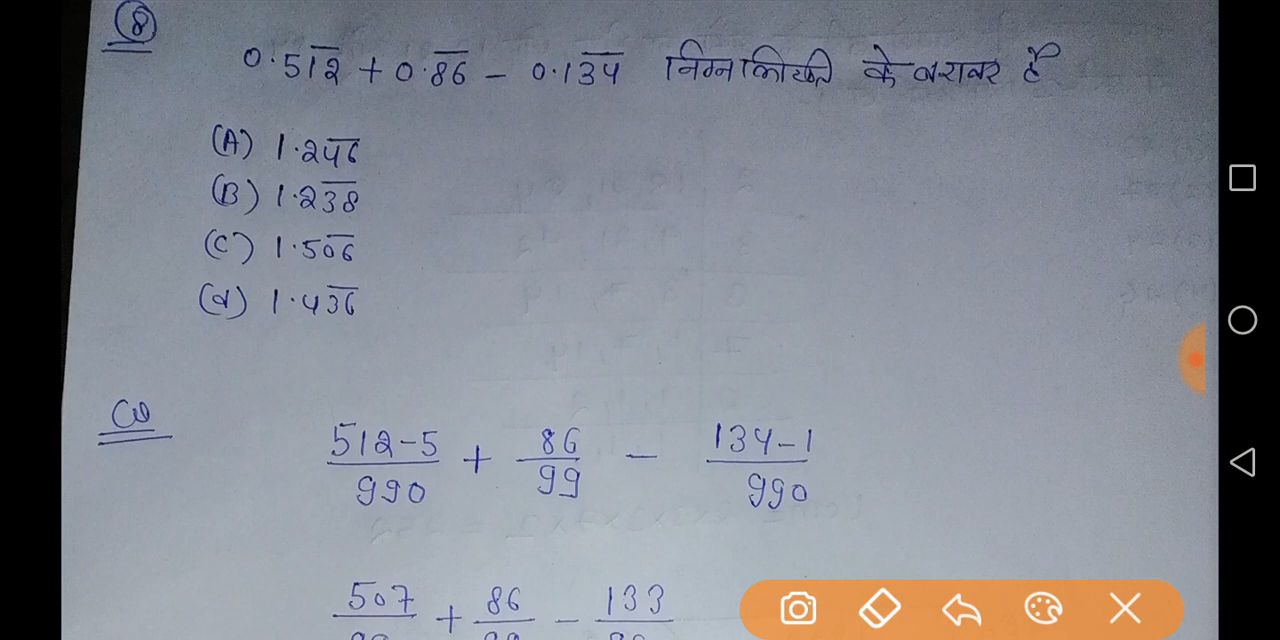 8
0.51̅2̅ + 0.8̅6̅ - 0.13̅4̅ निम्न के बराबर है
(A) 1.24̅6̅
(B) 1.23̅8̅
(C) 1.50̅6̅
(d) 1.43̅6̅
512-5 + 86 - 134-1
990 99 990
507 + 86 - 133